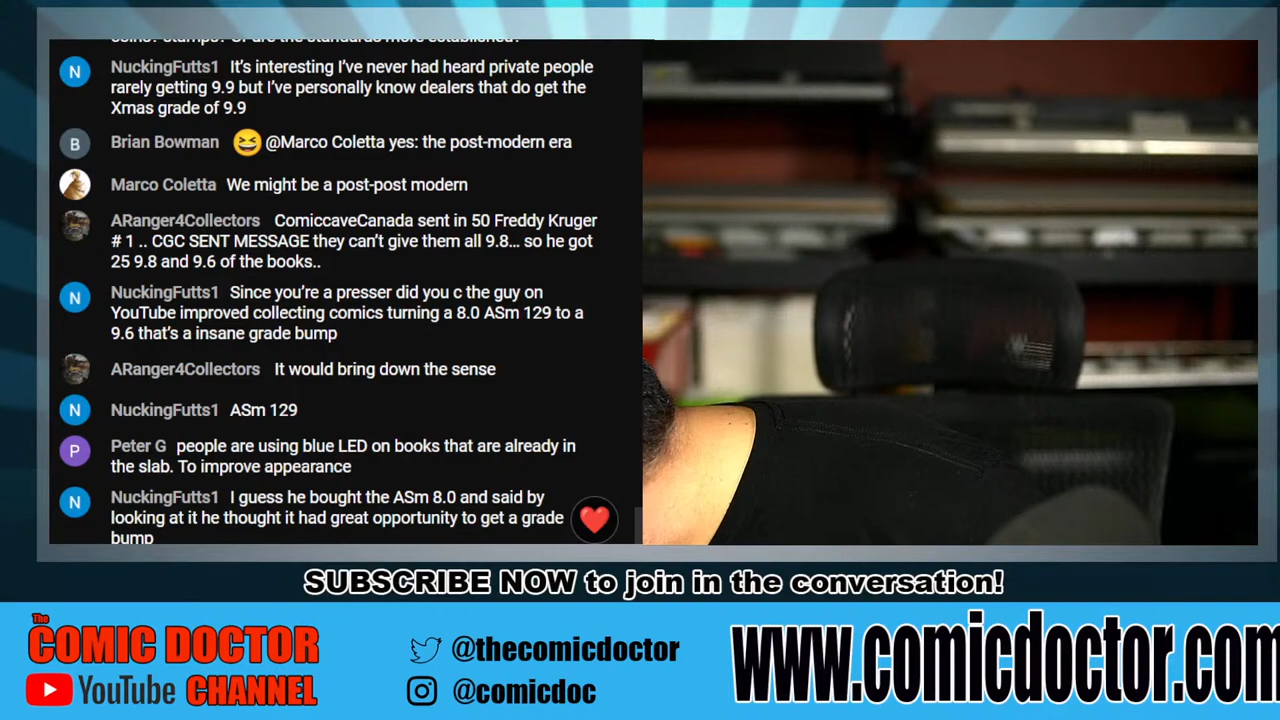 coins? stamps? Or are the standards more established?
NuckingFutts1 It's interesting I've never had heard private people
rarely getting 9.9 but I've personally know dealers that do get the
Xmas grade of 9.9
Brian Bowman @Marco Coletta yes: the post-modern era
Marco Coletta We might be a post-post modern
ARanger4Collectors ComiccaveCanada sent in 50 Freddy Kruger
# 1 .. CGC SENT MESSAGE they can't give them all 9.8... so he got
25 9.8 and 9.6 of the books..
NuckingFutts1 Since you're a presser did you c the guy on
YouTube improved collecting comics turning a 8.0 ASm 129 to a
9.6 that's a insane grade bump
ARanger4Collectors It would bring down the sense
NuckingFutts1 ASm 129
Peter G people are using blue LED on books that are already in
the slab. To improve appearance
NuckingFutts1 I guess he bought the ASm 8.0 and said by
looking at it he thought it had great opportunity to get a grade
bump
N
B
N
N
P
N
SUBSCRIBE NOW to join in the conversation!
The
COMIC DOCTOR
YouTube CHANNEL
@thecomicdoctor
@comicdoc
www.comicdoctor.com